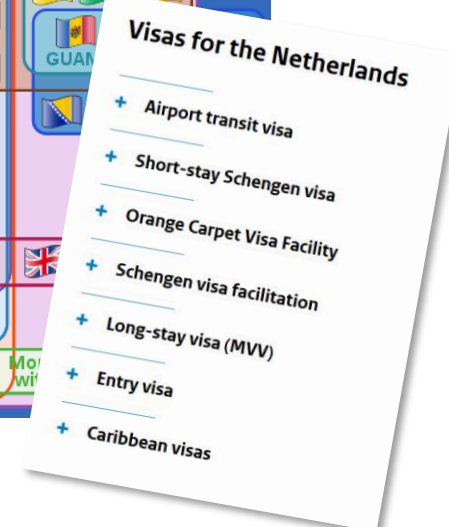 Visas for the Netherlands
+ Airport transit visa
+ Short-stay Schengen visa
+ Orange Carpet Visa Facility
+ Schengen visa facilitation
+ Long-stay visa (MVV)
+ Entry visa
+ Caribbean visas
GUAM